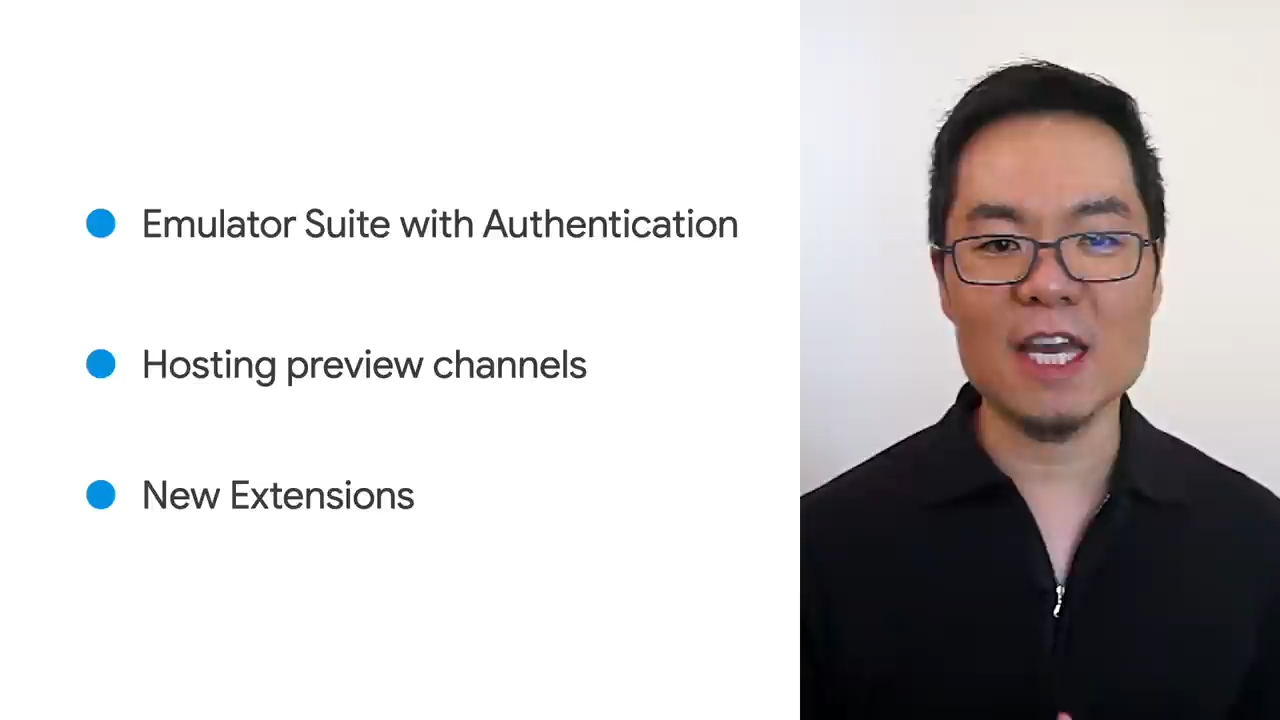 Emulator Suite with Authentication
Hosting preview channels
New Extensions